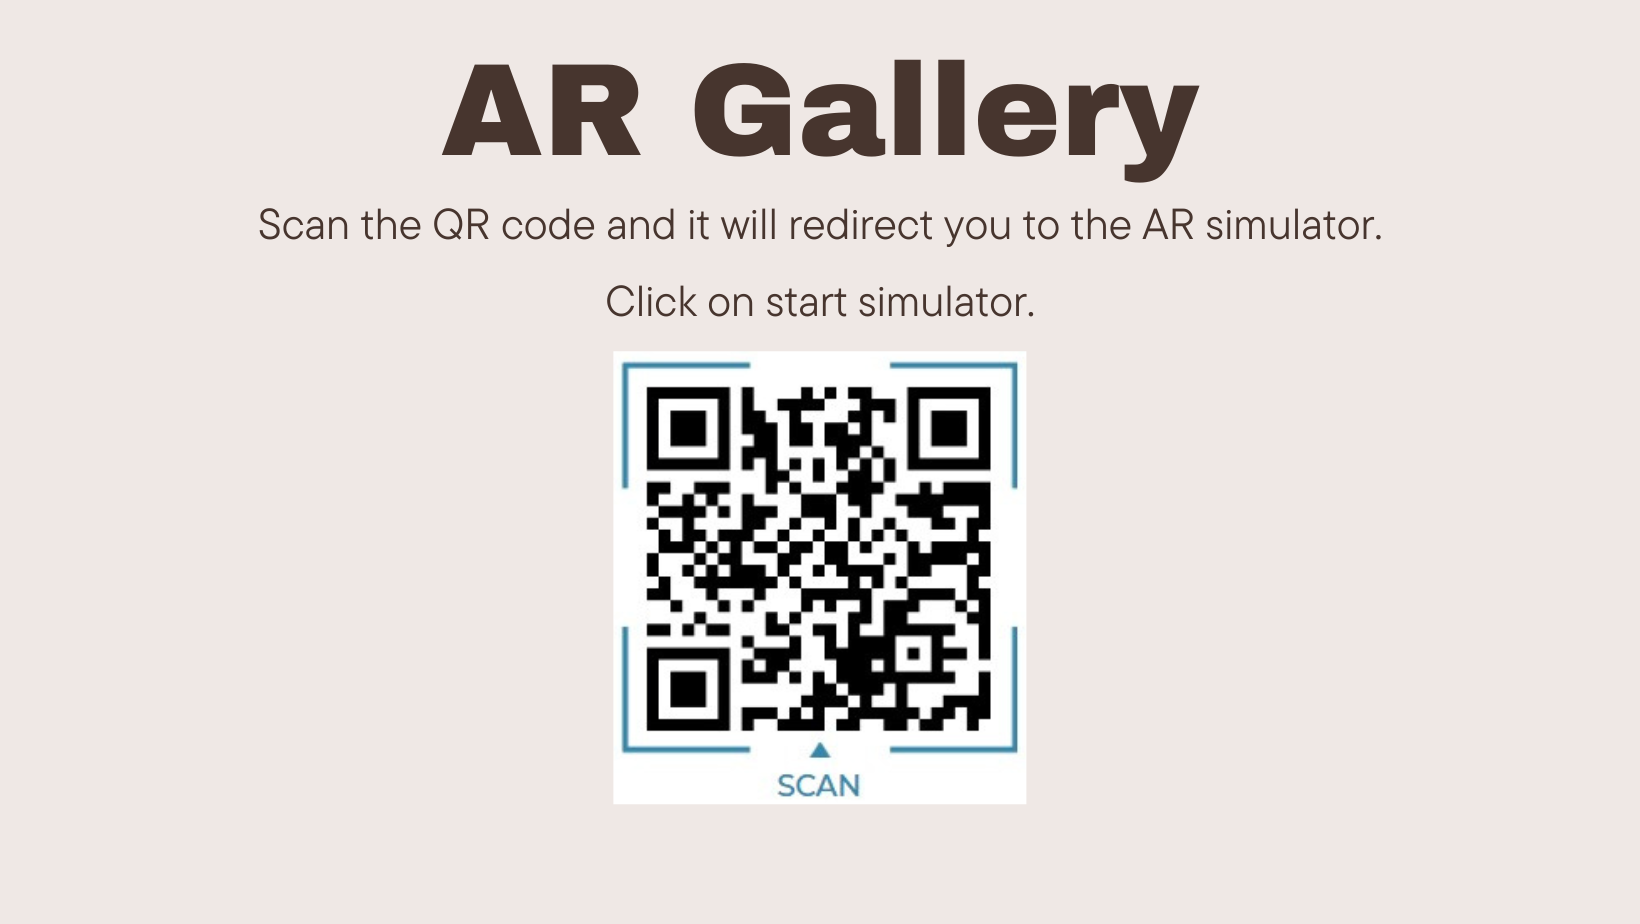 AR Gallery
Scan the QR code and it will redirect you to the AR simulator.
Click on start simulator.
SCAN